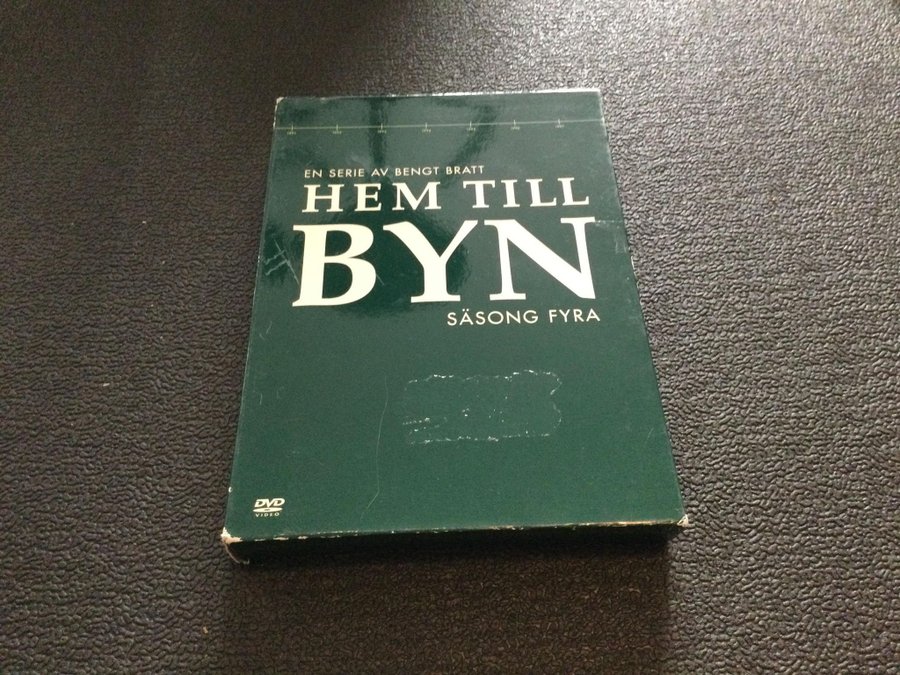 EN SERIE AV BENGT BRATT
HEM TILL
BYN
SÄSONG FYRA
DVD
VIDEO